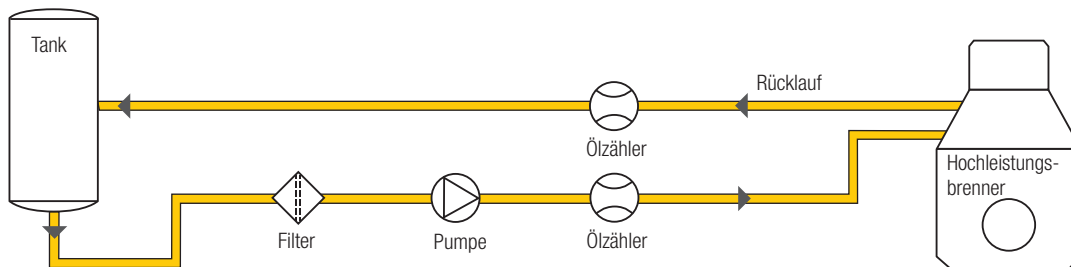 Tank
Rücklauf
Ölzähler
Hochleistungs-
brenner
Filter
Pumpe
Ölzähler